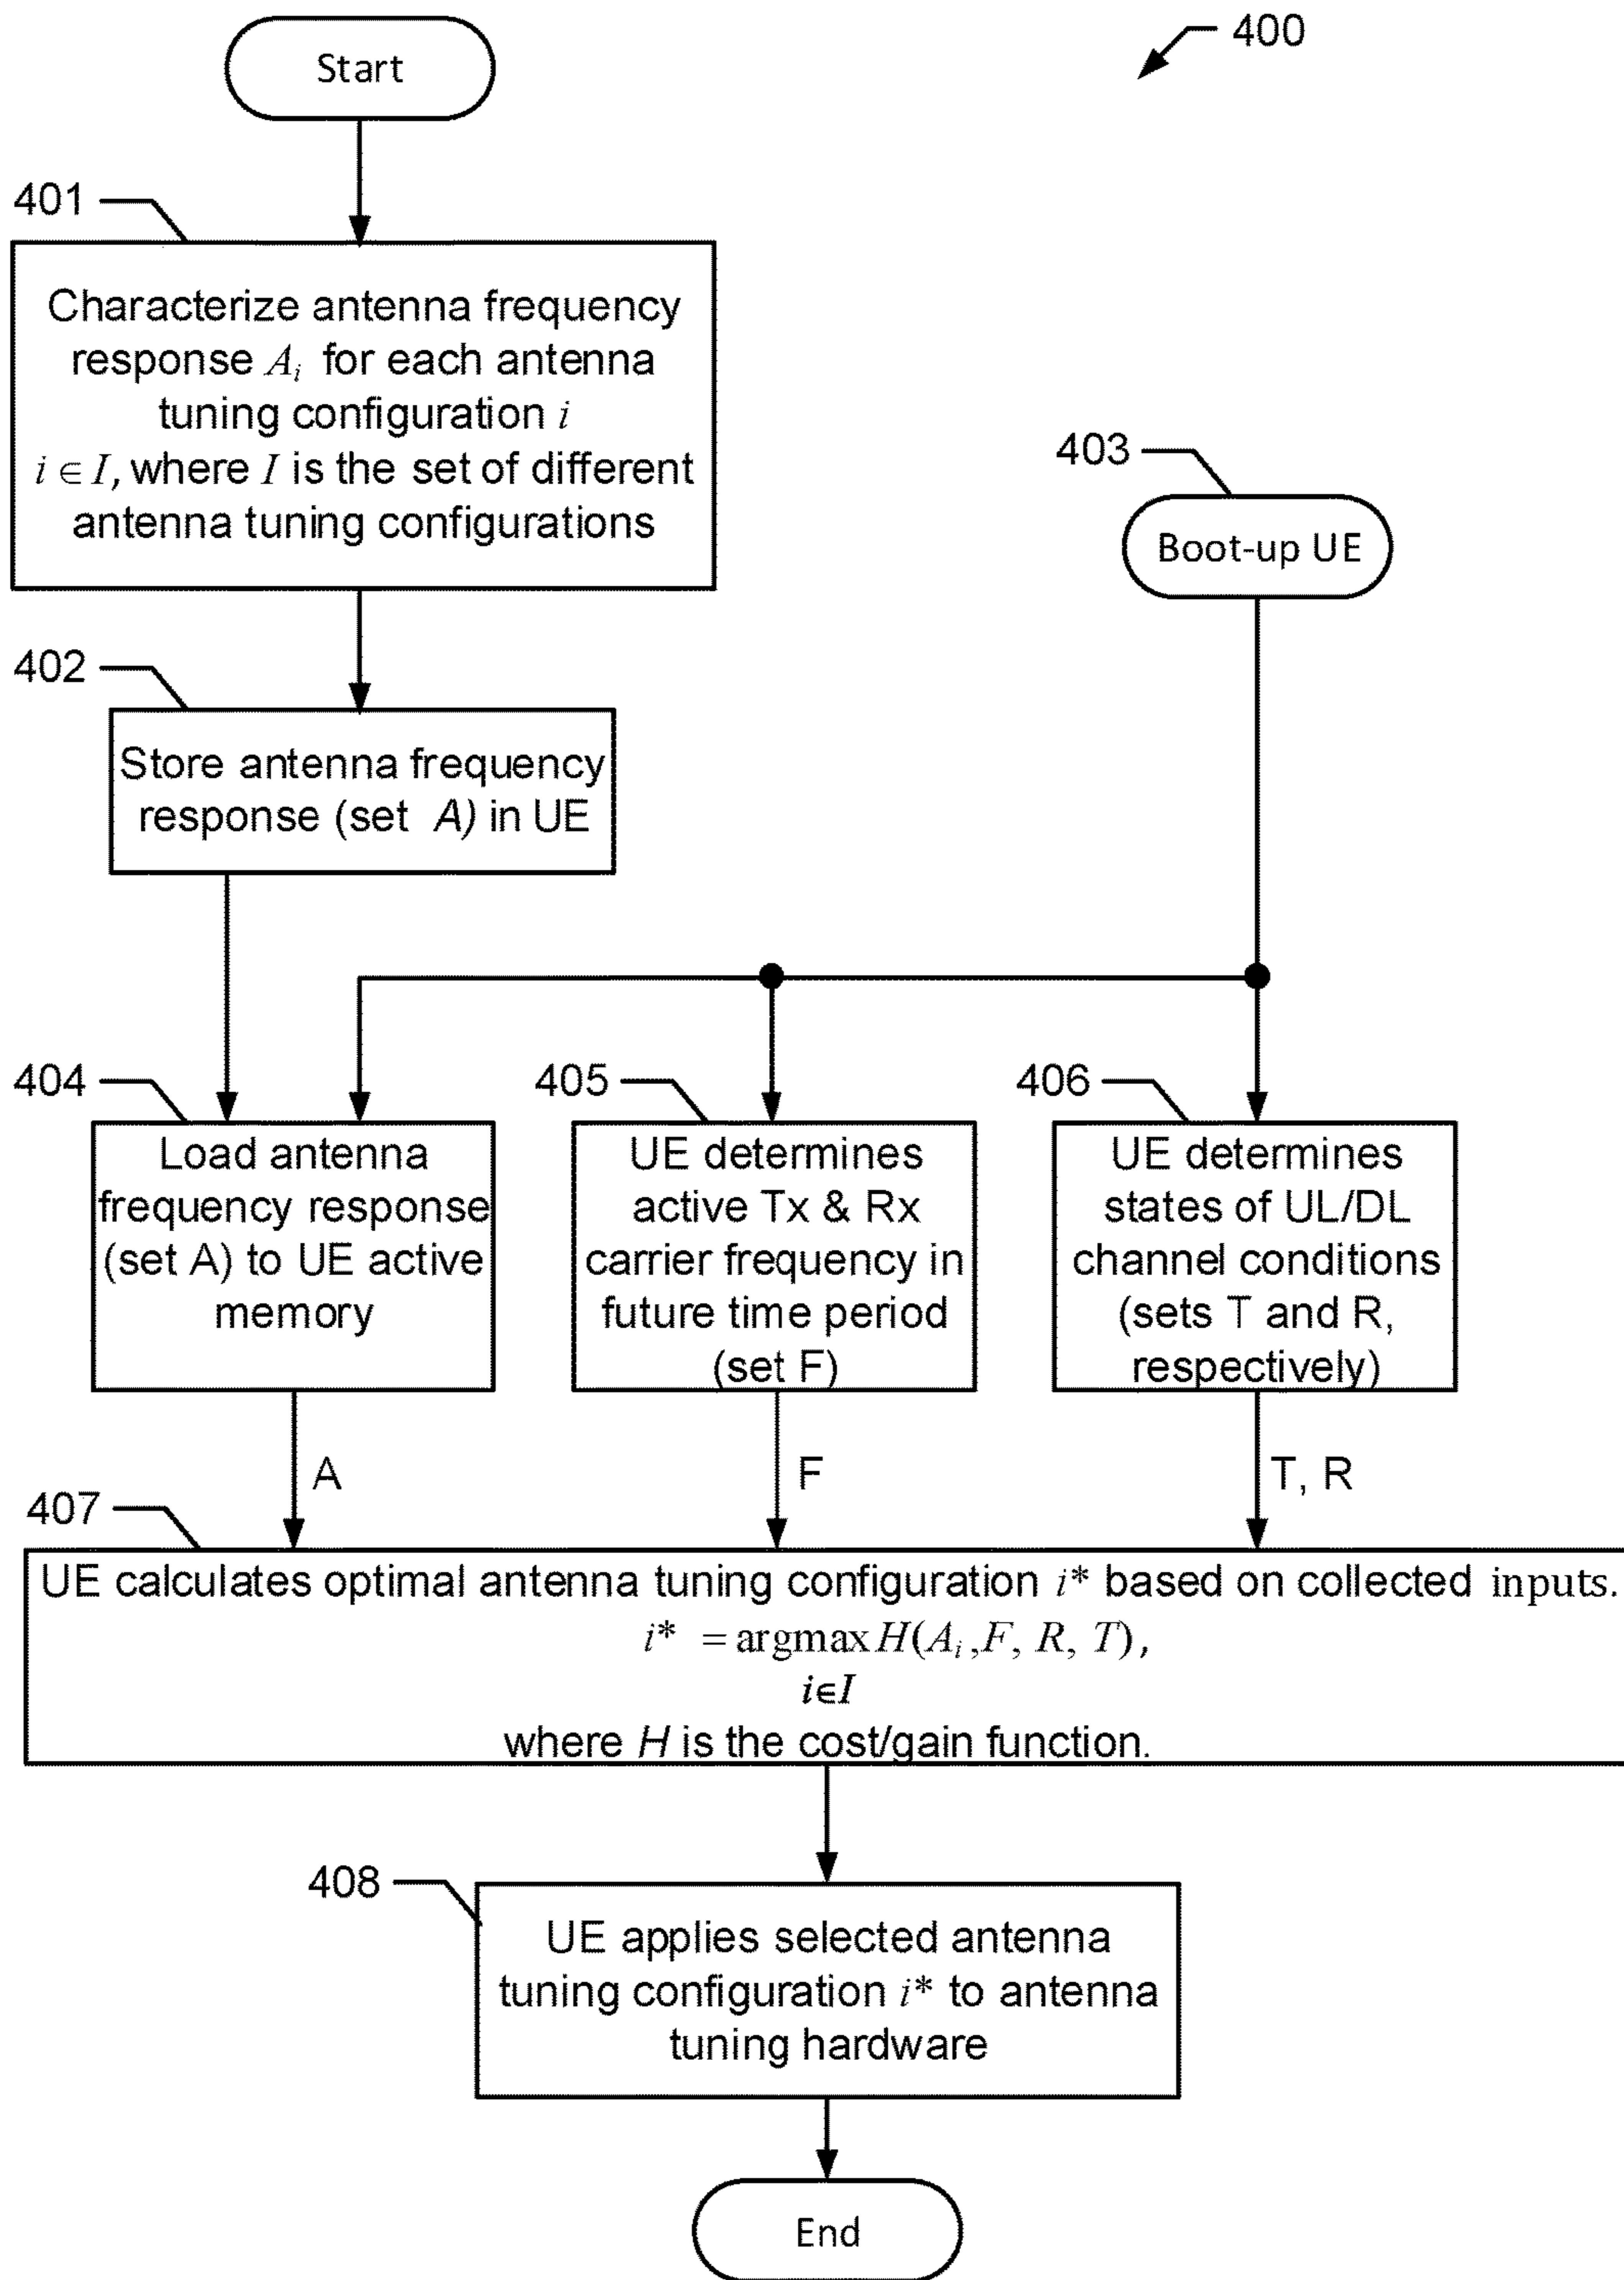 Start
400
401
Characterize antenna frequency
response A_i for each antenna
tuning configuration i
i ∈ I, where I is the set of different
antenna tuning configurations
403
Boot-up UE
402
Store antenna frequency
response (set A) in UE
404
Load antenna
frequency response
(set A) to UE active
memory
405
UE determines
active Tx & Rx
carrier frequency in
future time period
(set F)
406
UE determines
states of UL/DL
channel conditions
(sets T and R,
respectively)
A
F
T, R
407
UE calculates optimal antenna tuning configuration i* based on collected inputs.
i* = argmax H(A_i, F, R, T),
i∈I
where H is the cost/gain function.
408
UE applies selected antenna
tuning configuration i* to antenna
tuning hardware
End